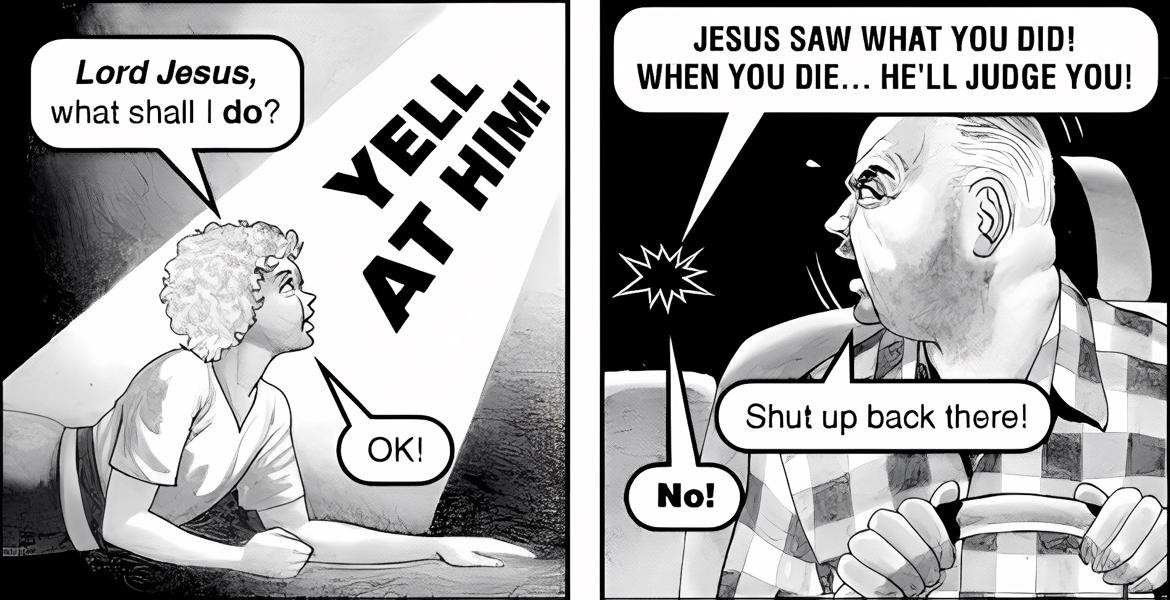 Lord Jesus,
what shall I do?
YELL
AT HIM!
OK!
JESUS SAW WHAT YOU DID!
WHEN YOU DIE... HE'LL JUDGE YOU!
Shut up back there!
No!